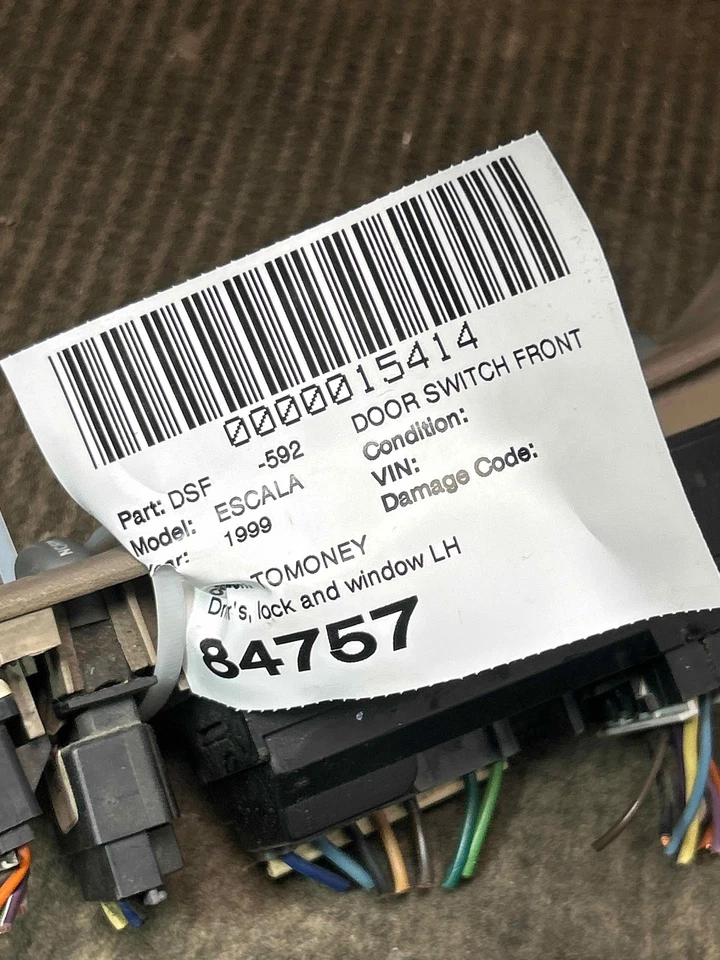 0000015414
Part: DSF -592 DOOR SWITCH FRONT
Model: ESCALA Condition:
1999 VIN:
Damage Code:
TOMONEY
lock and window LH
84757